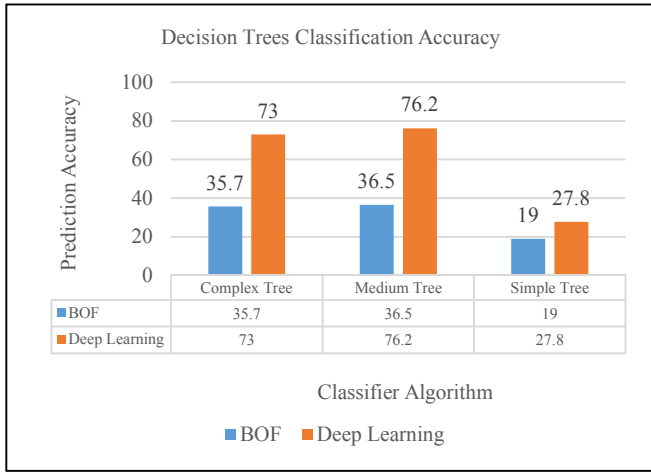 Decision Trees Classification Accuracy
Prediction Accuracy
100
80
60
40
20
0
35.7
73
36.5
76.2
19
27.8
Complex Tree Medium Tree Simple Tree
BOF 35.7 36.5 19
Deep Learning 73 76.2 27.8
Classifier Algorithm
BOF Deep Learning